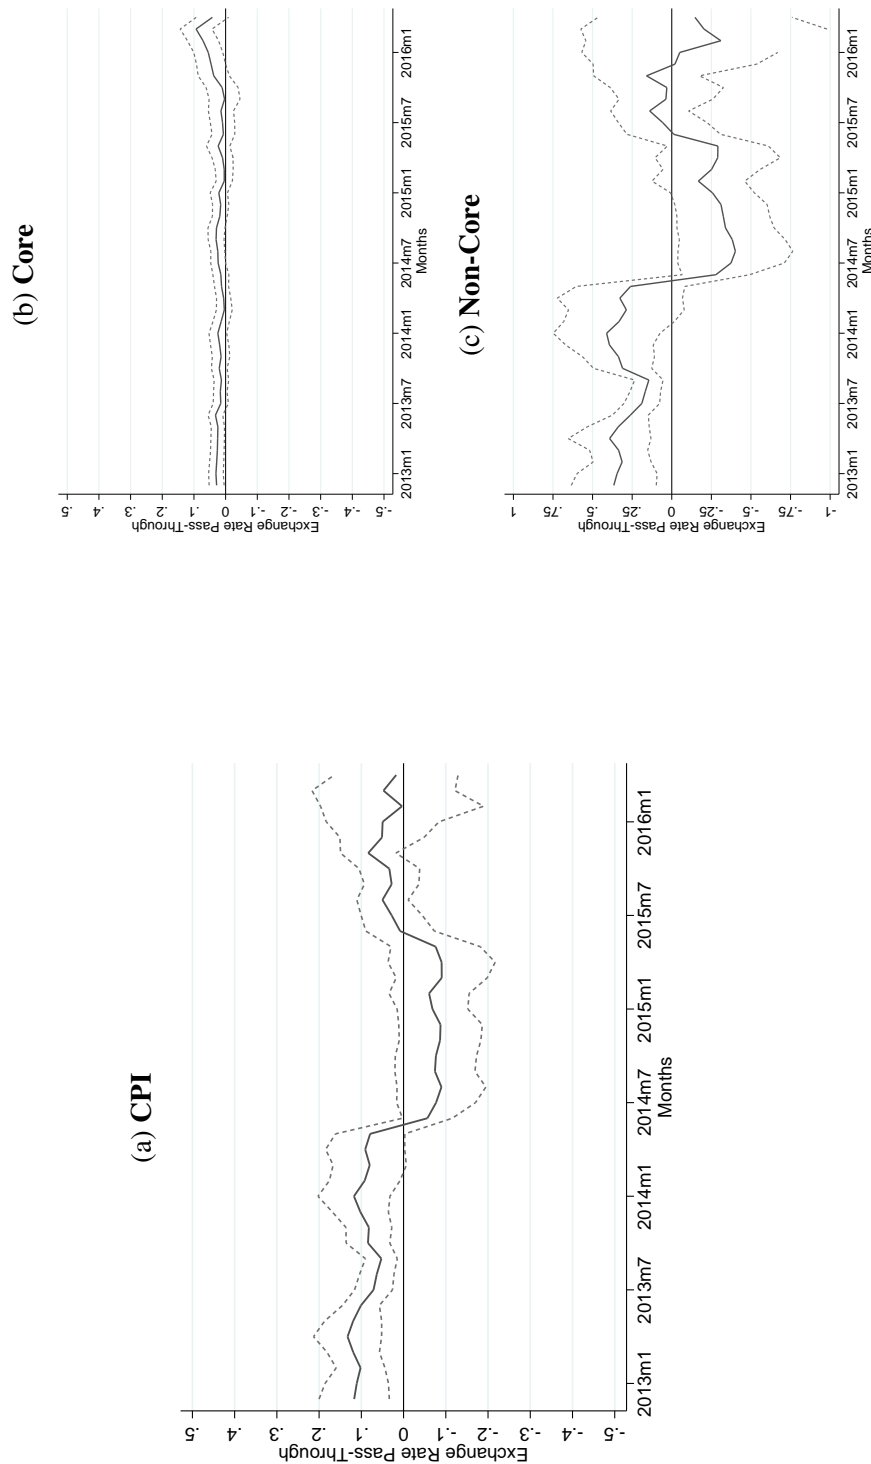 (a) CPI
.5
.4
.3
.2
.1
0
-.1
-.2
-.3
-.4
-.5
Exchange Rate Pass-Through
2013m1
2013m7
2014m1
2014m7
2015m1
2015m7
2016m1
Months
(b) Core
.5
.4
.3
.2
.1
0
-.1
-.2
-.3
-.4
-.5
Exchange Rate Pass-Through
2013m1
2013m7
2014m1
2014m7
2015m1
2015m7
2016m1
Months
(c) Non-Core
1
.75
.5
.25
0
-.25
-.5
-.75
-1
Exchange Rate Pass-Through
2013m1
2013m7
2014m1
2014m7
2015m1
2015m7
2016m1
Months